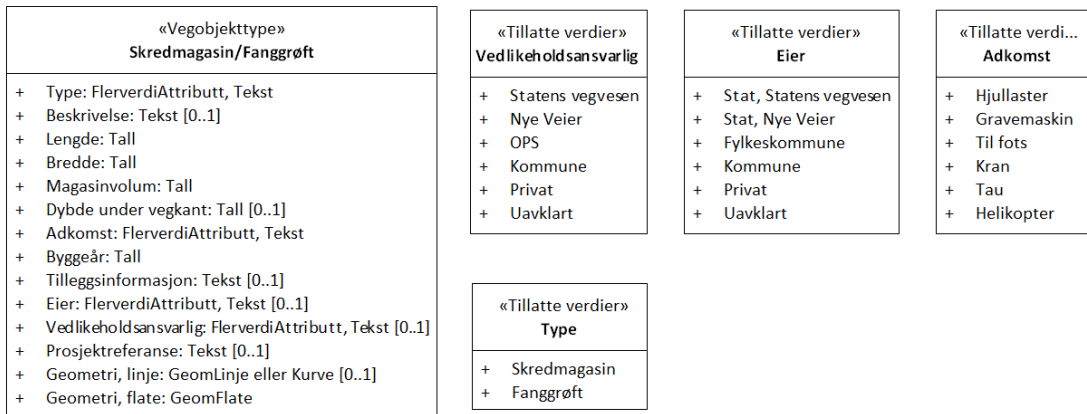 «Vegobjekttype»
Skredmagasin/Fanggrøft
+ Type: FlerverdiAttributt, Tekst
+ Beskrivelse: Tekst [0..1]
+ Lengde: Tall
+ Bredde: Tall
+ Magasinvolum: Tall
+ Dybde under vegkant: Tall [0..1]
+ Adkomst: FlerverdiAttributt, Tekst
+ Byggeår: Tall
+ Tilleggsinformasjon: Tekst [0..1]
+ Eier: FlerverdiAttributt, Tekst [0..1]
+ Vedlikeholdsansvarlig: FlerverdiAttributt, Tekst [0..1]
+ Prosjektreferanse: Tekst [0..1]
+ Geometri, linje: GeomLinje eller Kurve [0..1]
+ Geometri, flate: GeomFlate
«Tillatte verdier»
Vedlikeholdsansvarlig
+ Statens vegvesen
+ Nye Veier
+ OPS
+ Kommune
+ Privat
+ Uavklart
«Tillatte verdier»
Eier
+ Stat, Statens vegvesen
+ Stat, Nye Veier
+ Fylkeskommune
+ Kommune
+ Privat
+ Uavklart
«Tillatte verdi...
Adkomst
+ Hjullaster
+ Gravemaskin
+ Til fots
+ Kran
+ Tau
+ Helikopter
«Tillatte verdier»
Type
+ Skredmagasin
+ Fanggrøft